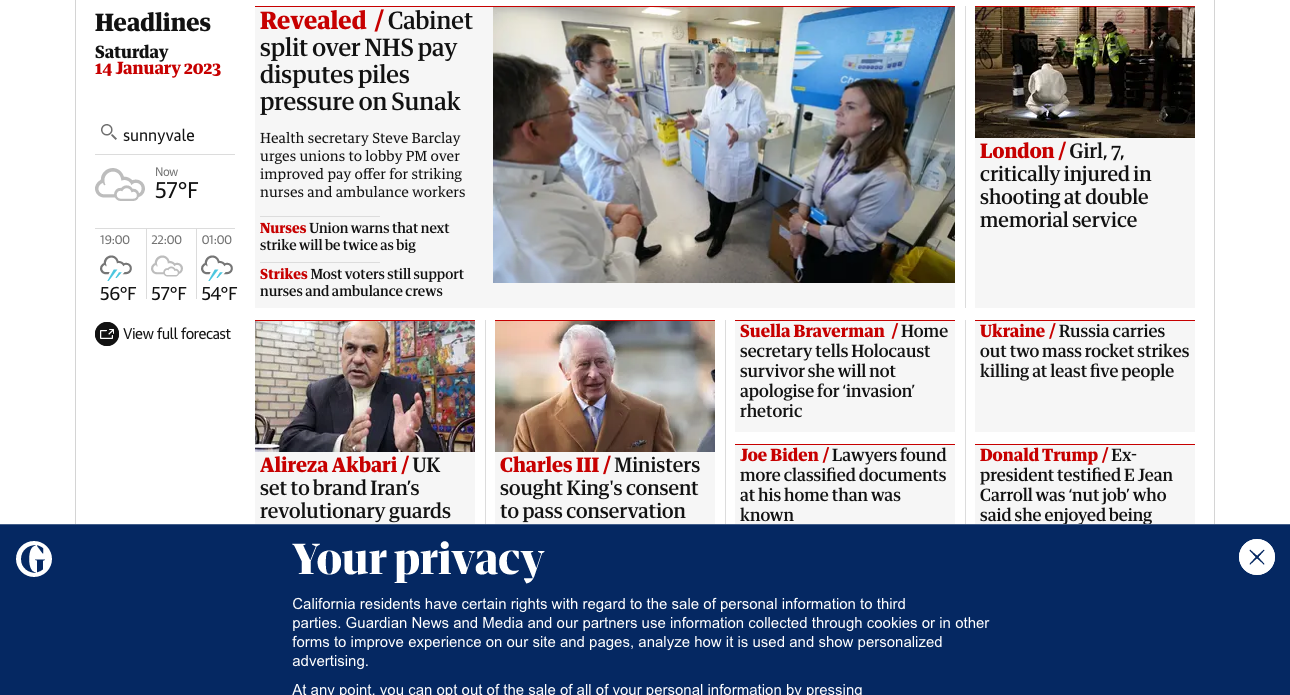 Headlines
Saturday
14 January 2023
sunnyvale
Now
57°F
19:00
56°F
22:00
57°F
01:00
54°F
View full forecast
Revealed / Cabinet
split over NHS pay
disputes piles
pressure on Sunak
Health secretary Steve Barclay
urges unions to lobby PM over
improved pay offer for striking
nurses and ambulance workers
Nurses Union warns that next
strike will be twice as big
Strikes Most voters still support
nurses and ambulance crews
London / Girl, 7,
critically injured in
shooting at double
memorial service
Alireza Akbari / UK
set to brand Iran’s
revolutionary guards
Charles III / Ministers
sought King's consent
to pass conservation
Suella Braverman / Home
secretary tells Holocaust
survivor she will not
apologise for ‘invasion’
rhetoric
Ukraine / Russia carries
out two mass rocket strikes
killing at least five people
Joe Biden / Lawyers found
more classified documents
at his home than was
known
Donald Trump / Ex-
president testified E Jean
Carroll was ‘nut job’ who
said she enjoyed being
G
Your privacy
California residents have certain rights with regard to the sale of personal information to third
parties. Guardian News and Media and our partners use information collected through cookies or in other
forms to improve experience on our site and pages, analyze how it is used and show personalized
advertising.
At any point, you can opt out of the sale of all of your personal information by pressing